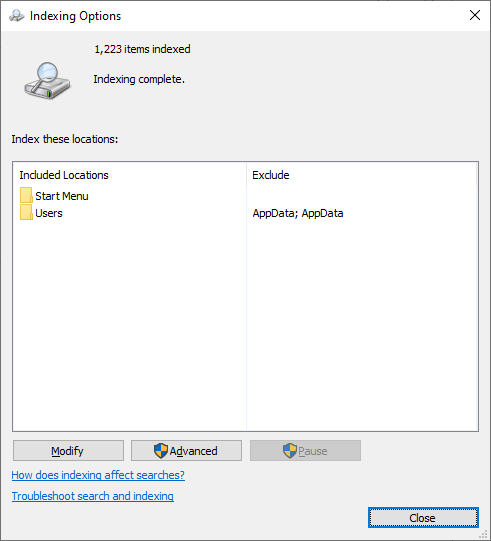 Indexing Options
1,223 items indexed
Indexing complete.
Index these locations:
Included Locations Exclude
Start Menu
Users AppData; AppData
Modify Advanced Pause
How does indexing affect searches?
Troubleshoot search and indexing
Close